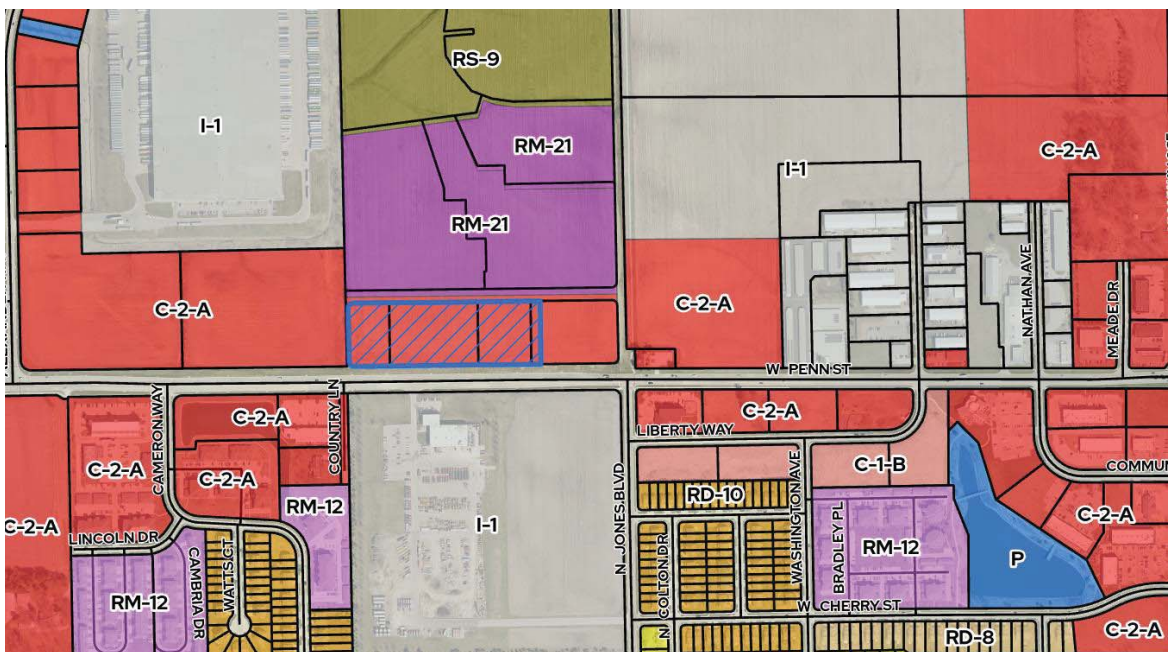 RS-9
I-1
RM-21
C-2-A
I-1
RM-21
C-2-A
C-2-A
NATHAN AVE
MEADE DR
W PENN ST
CAMERON WAY
C-2-A
COUNTRY LN
C-2-A
LIBERTY WAY
C-2-A
C-2-A
C-1-B
COMMUN
C-2-A
RM-12
I-1
N JONES BLVD
RD-10
WASHINGTON AVE
C-2-A
LINCOLN DR
CAMBRIA DR
WATTS CT
RM-12
N COLTON DR
BRADLEY PL
RM-12
P
W CHERRY ST
RD-8
C-2-A